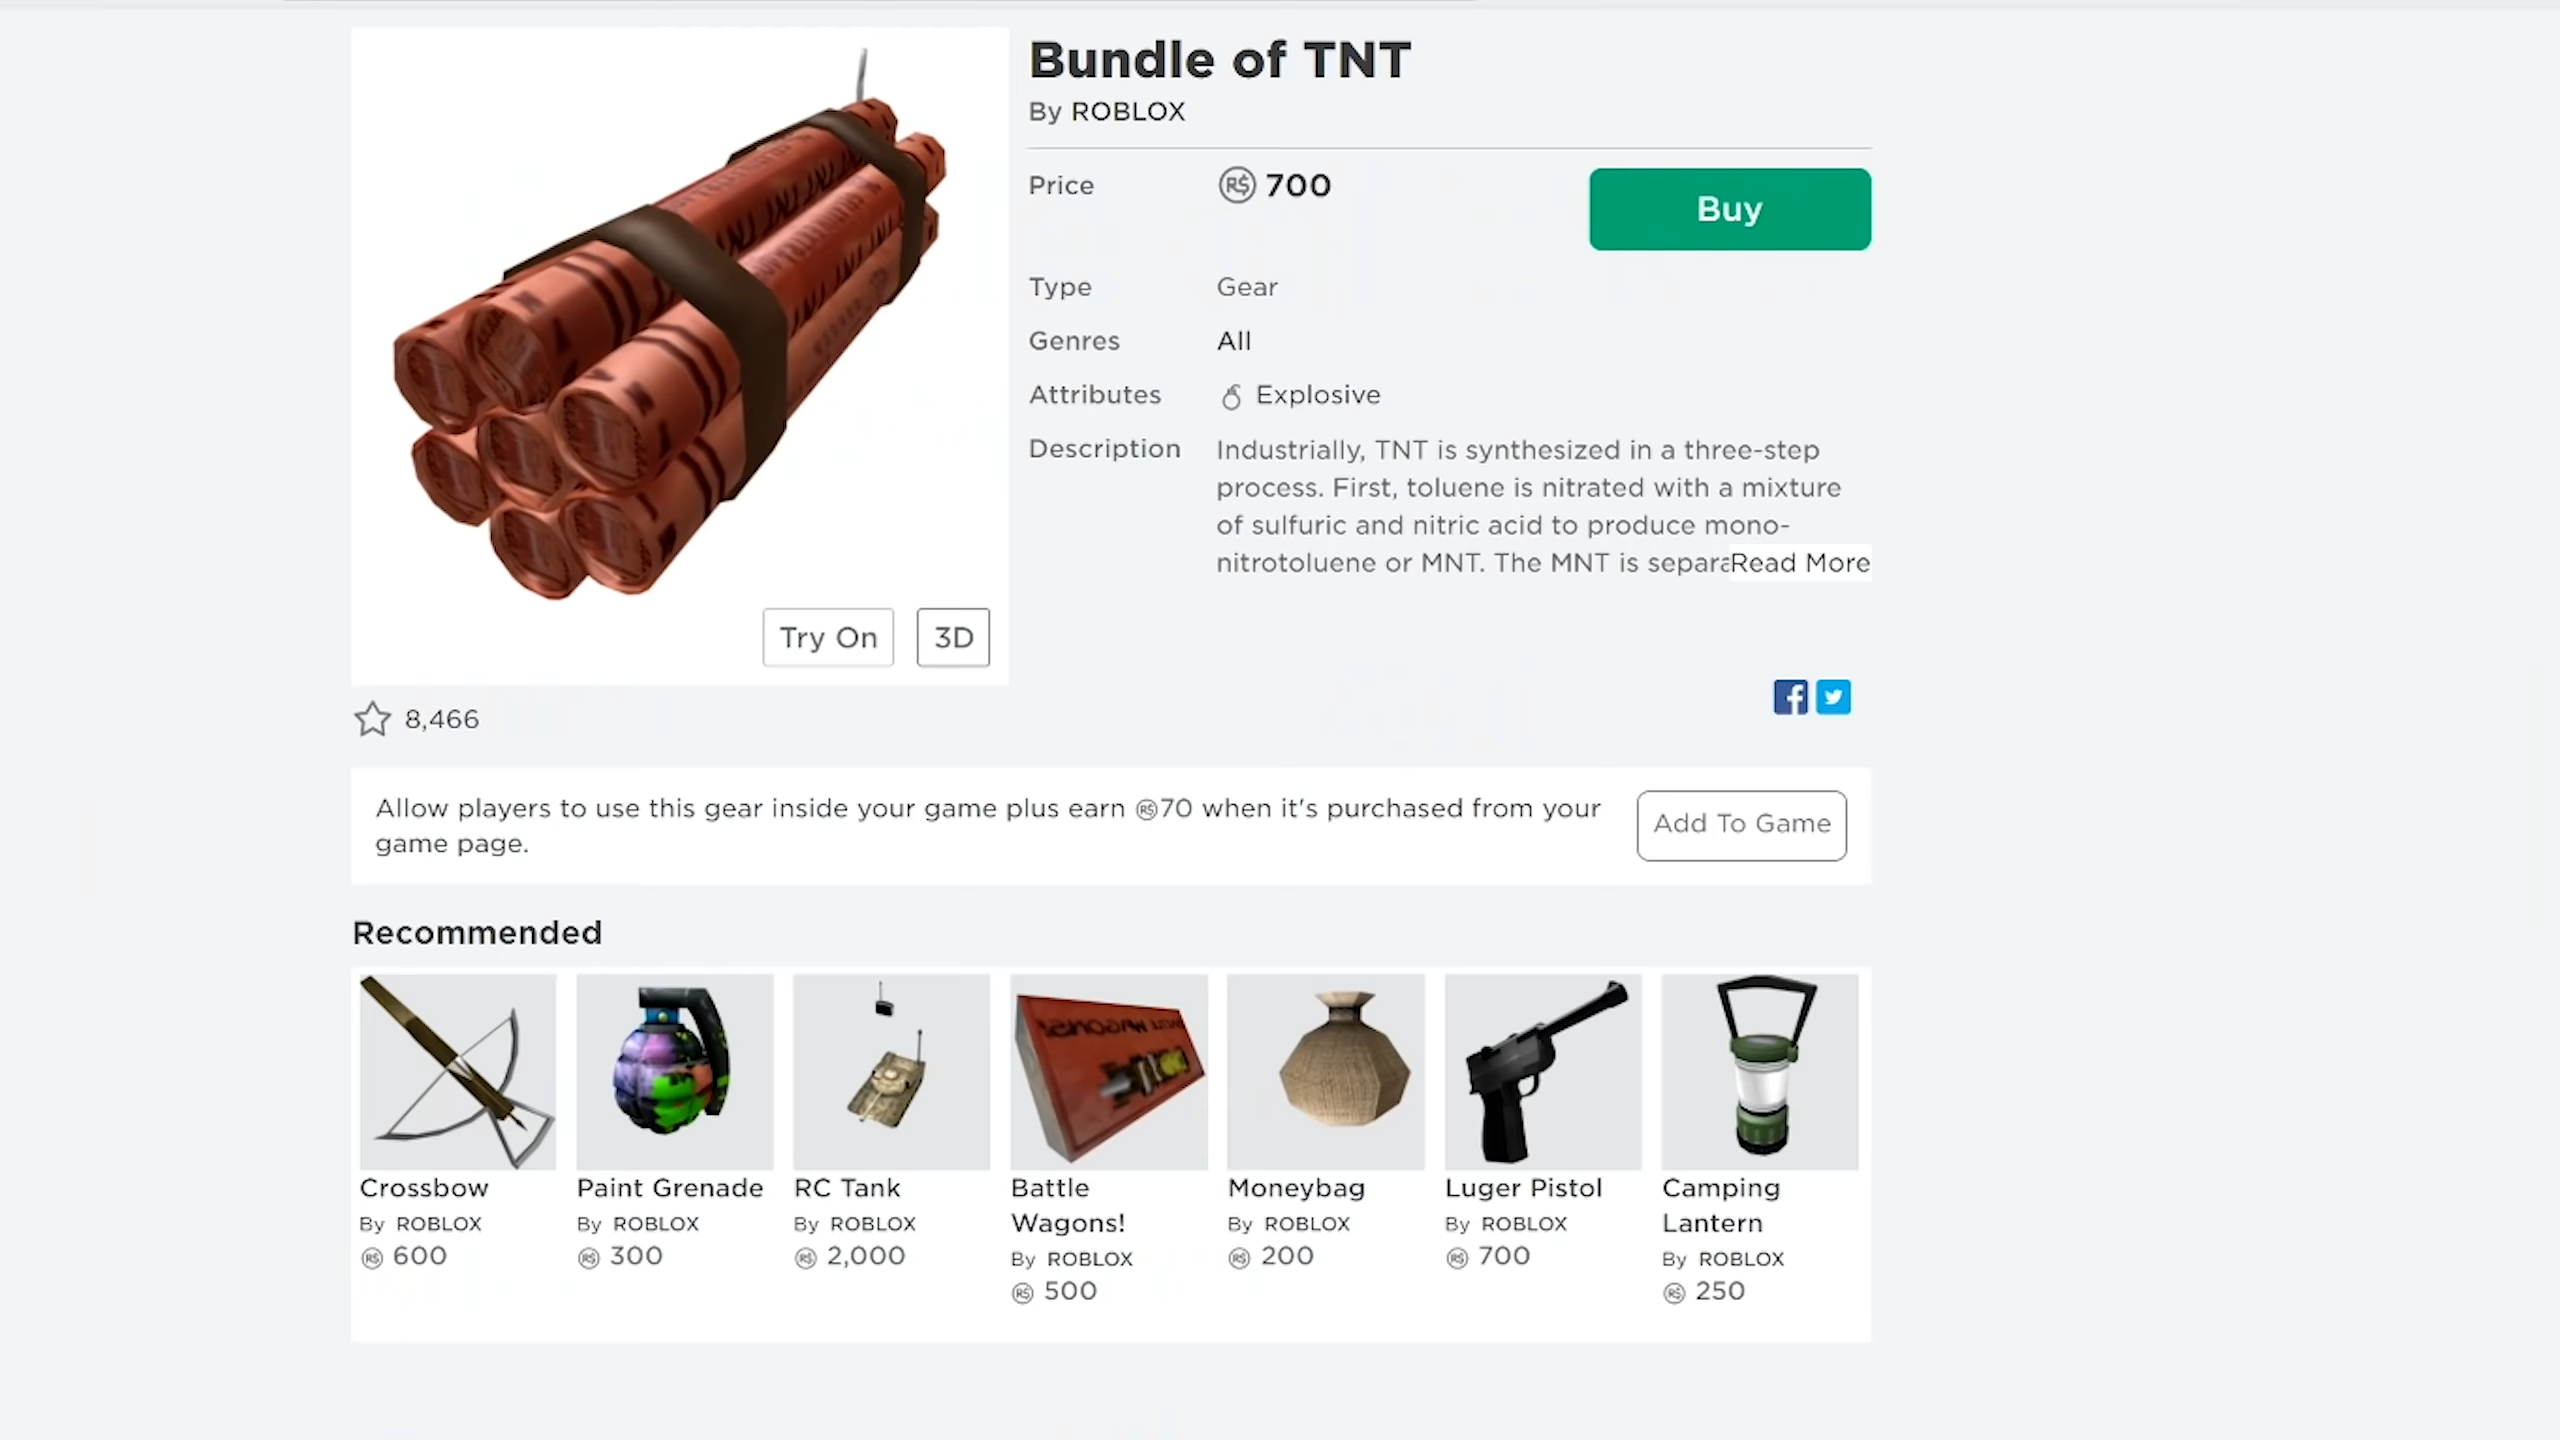 Bundle of TNT
By ROBLOX
Price
R$ 700
Buy
Type
Gear
Genres
All
Attributes
Explosive
Description
Industrially, TNT is synthesized in a three-step
process. First, toluene is nitrated with a mixture
of sulfuric and nitric acid to produce mono-
nitrotoluene or MNT. The MNT is separa Read More
Try On
3D
8,466
Allow players to use this gear inside your game plus earn R$ 70 when it's purchased from your
game page.
Add To Game
Recommended
Crossbow
By ROBLOX
R$ 600
Paint Grenade
By ROBLOX
R$ 300
RC Tank
By ROBLOX
R$ 2,000
Battle
Wagons!
By ROBLOX
R$ 500
Moneybag
By ROBLOX
R$ 200
Luger Pistol
By ROBLOX
R$ 700
Camping
Lantern
By ROBLOX
R$ 250